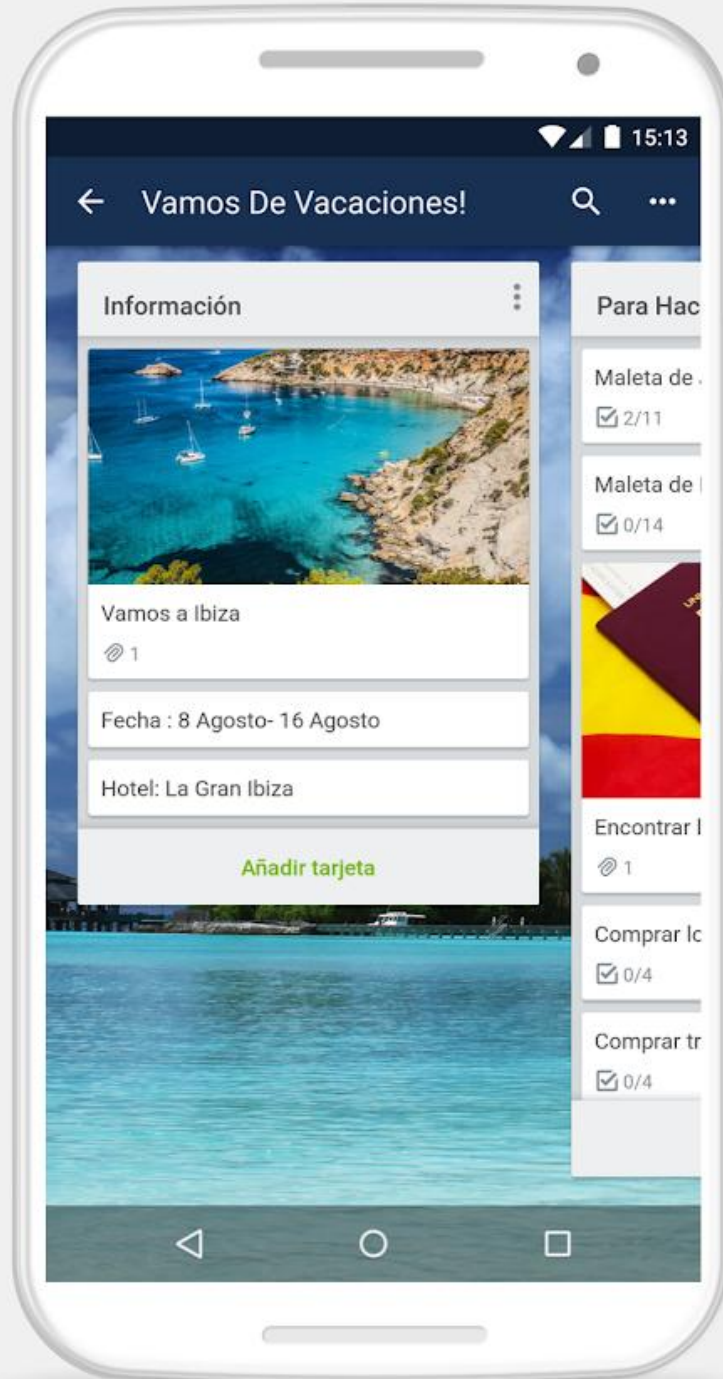 15:13
Vamos De Vacaciones!
Información
Vamos a Ibiza
1
Fecha : 8 Agosto- 16 Agosto
Hotel: La Gran Ibiza
Añadir tarjeta
Para Hac
Maleta de
2/11
Maleta de
0/14
Encontrar
1
Comprar
0/4
Comprar tr
0/4